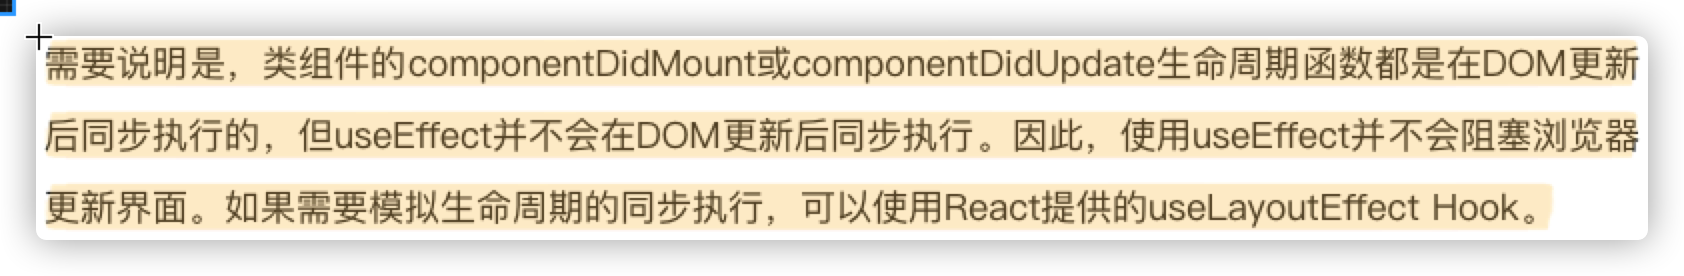 需要说明是，类组件的componentDidMount或componentDidUpdate生命周期函数都是在DOM更新
后同步执行的，但useEffect并不会在DOM更新后同步执行。因此，使用useEffect并不会阻塞浏览器
更新界面。如果需要模拟生命周期的同步执行，可以使用React提供的useLayoutEffect Hook。